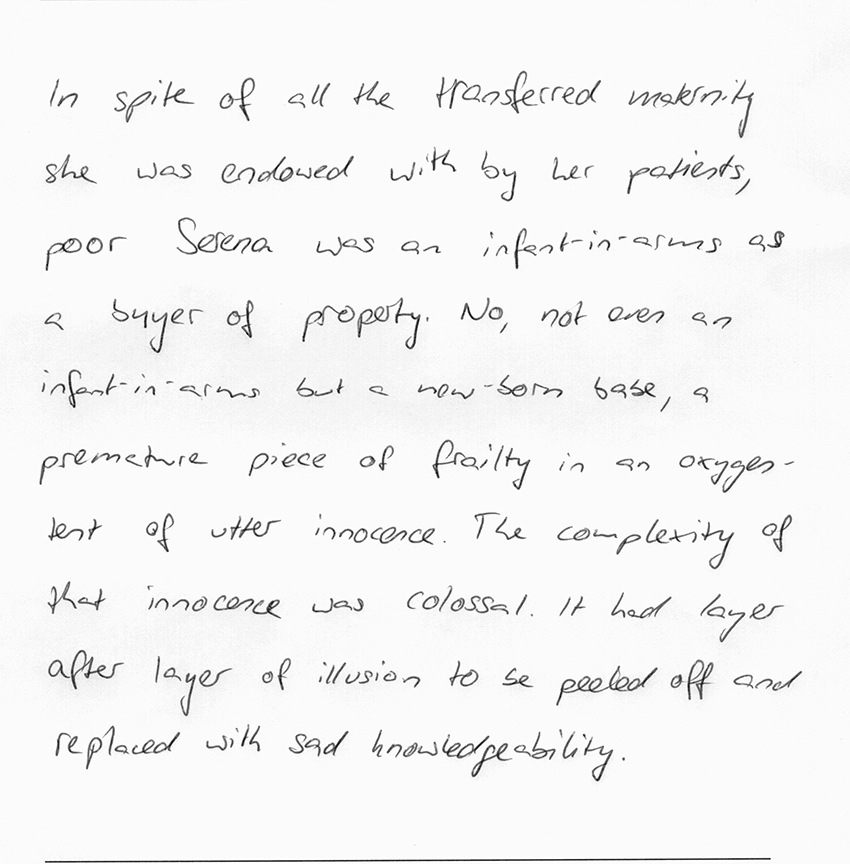 In spite of all the transferred maternity
she was endowed with by her patients,
poor Serena was an infant-in-arms as
a buyer of property. No, not even an
infant-in-arms but a new-born babe, a
premature piece of frailty in an oxygen-
tent of utter innocence. The complexity of
that innocence was colossal. It had layer
after layer of illusion to be peeled off and
replaced with sad knowledgeability.